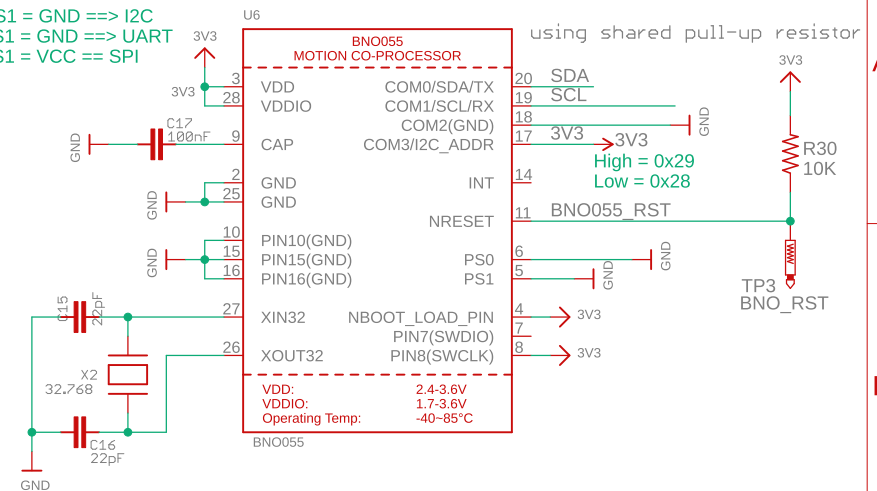 S1 = GND ==> I2C
S1 = GND ==> UART
S1 = VCC == SPI
U6
BNO055
MOTION CO-PROCESSOR
using shared pull-up resistor
3V3
3V3
3 VDD
28 VDDIO
C17
100nF
GND
9 CAP
2 GND
25 GND
GND
10 PIN10(GND)
15 PIN15(GND)
16 PIN16(GND)
GND
27 XIN32
26 XOUT32
COM0/SDA/TX 20 SDA
COM1/SCL/RX 19 SCL
COM2(GND) 18 GND
COM3/I2C_ADDR 17 3V3 3V3
High = 0x29
Low = 0x28
INT 14
NRESET 11 BNO055_RST
PS0 6 GND
PS1 5 GND
NBOOT_LOAD_PIN 4 3V3
PIN7(SWDIO) 7
PIN8(SWCLK) 8 3V3
3V3
R30
10K
TP3
BNO_RST
C15
22pF
X2
32.768
C16
22pF
GND
VDD: 2.4-3.6V
VDDIO: 1.7-3.6V
Operating Temp: -40~85°C
BNO055